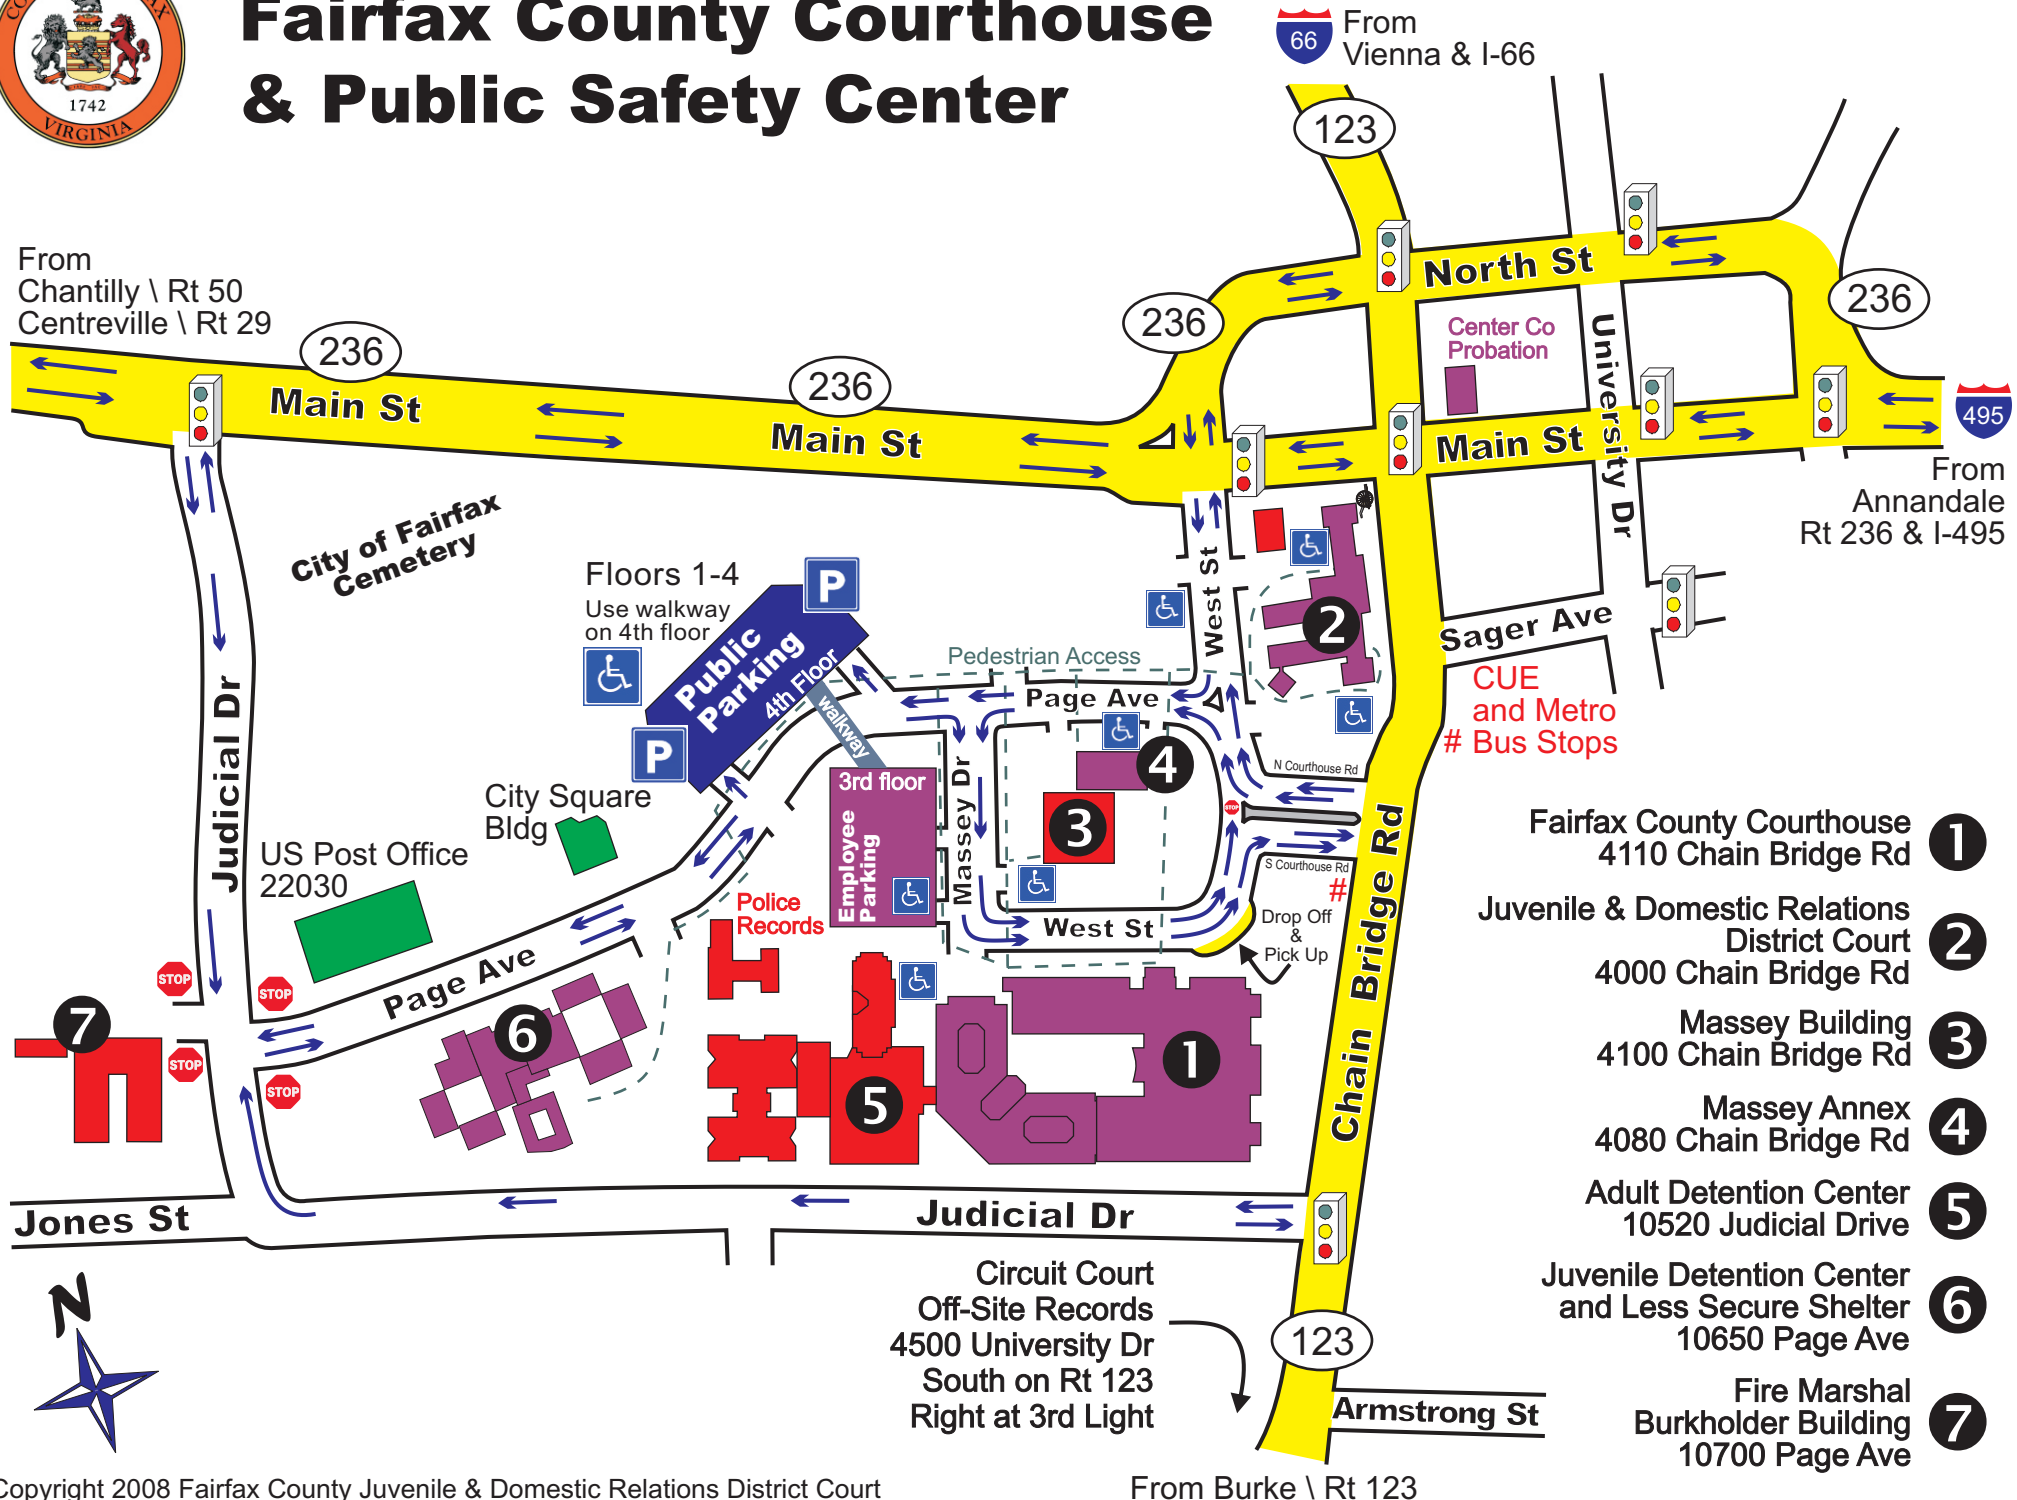 Fairfax County Courthouse
& Public Safety Center
1742
VIRGINIA
66
From
Vienna & I-66
123
From
Chantilly \ Rt 50
Centreville \ Rt 29
236
236
236
236
North St
Main St
Main St
Main St
Center Co
Probation
University Dr
495
From
Annandale
Rt 236 & I-495
City of Fairfax
Cemetery
Floors 1-4
Use walkway
on 4th floor
P
P
Public
Parking
4th Floor
walkway
Pedestrian Access
Page Ave
West St
2
Sager Ave
CUE
and Metro
# Bus Stops
Judicial Dr
City Square
Bldg
US Post Office
22030
3rd floor
Employee
Parking
Massey Dr
4
3
N Courthouse Rd
STOP
S Courthouse Rd
#
Drop Off
&
Pick Up
West St
Police
Records
Page Ave
STOP
STOP
STOP
STOP
7
6
5
1
Chain Bridge Rd
Jones St
Judicial Dr
N
Circuit Court
Off-Site Records
4500 University Dr
South on Rt 123
Right at 3rd Light
123
Armstrong St
From Burke \ Rt 123
Fairfax County Courthouse
4110 Chain Bridge Rd
1
Juvenile & Domestic Relations
District Court
4000 Chain Bridge Rd
2
Massey Building
4100 Chain Bridge Rd
3
Massey Annex
4080 Chain Bridge Rd
4
Adult Detention Center
10520 Judicial Drive
5
Juvenile Detention Center
and Less Secure Shelter
10650 Page Ave
6
Fire Marshal
Burkholder Building
10700 Page Ave
7
Copyright 2008 Fairfax County Juvenile & Domestic Relations District Court